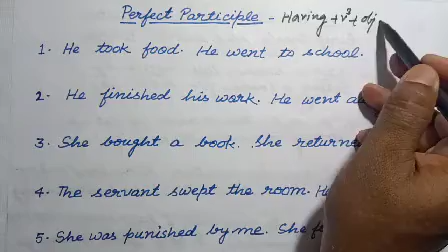 Perfect Participle - Having + v³ + obj
1. He took food. He went to school.
2. He finished his work. He went
3. She bought a book. She return
4. The servant swept the room.
5. She was punished by me. She